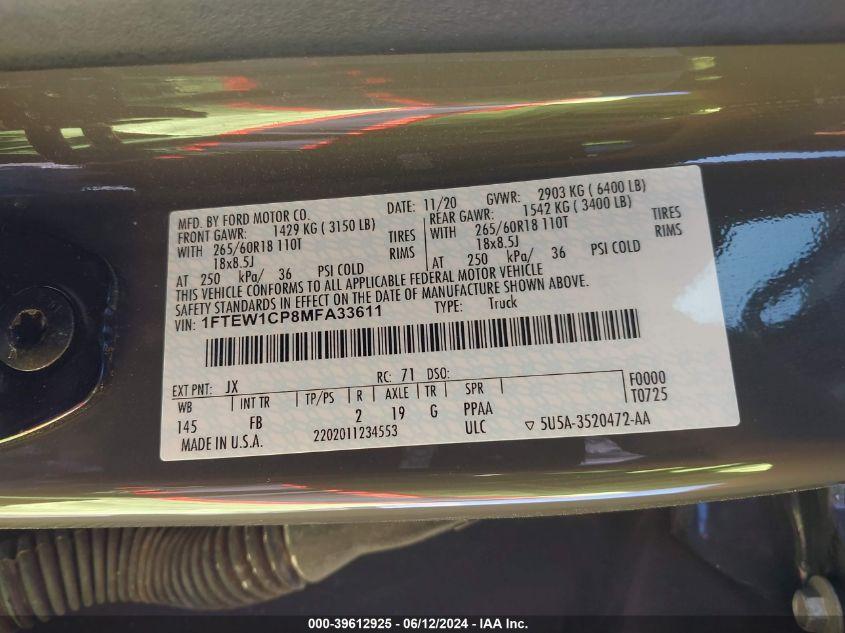 MFD. BY FORD MOTOR CO. DATE: 11/20 GVWR: 2903 KG ( 6400 LB)
FRONT GAWR: 1429 KG ( 3150 LB) REAR GAWR: 1542 KG ( 3400 LB)
WITH 265/60R18 110T TIRES WITH 265/60R18 110T TIRES
18x8.5J RIMS 18x8.5J RIMS
AT 250 kPa/ 36 PSI COLD AT 250 kPa/ 36 PSI COLD
THIS VEHICLE CONFORMS TO ALL APPLICABLE FEDERAL MOTOR VEHICLE
SAFETY STANDARDS IN EFFECT ON THE DATE OF MANUFACTURE SHOWN ABOVE.
VIN: 1FTEW1CP8MFA33611 TYPE: Truck
EXT PNT: JX RC: 71 DSO:
WB INT TR TP/PS R AXLE TR SPR F0000
145 FB 2 19 G PPAA T0725
MADE IN U.S.A. 2202011234553 ULC ▽ 5U5A-3520472-AA
000-39612925 - 06/12/2024 - IAA Inc.